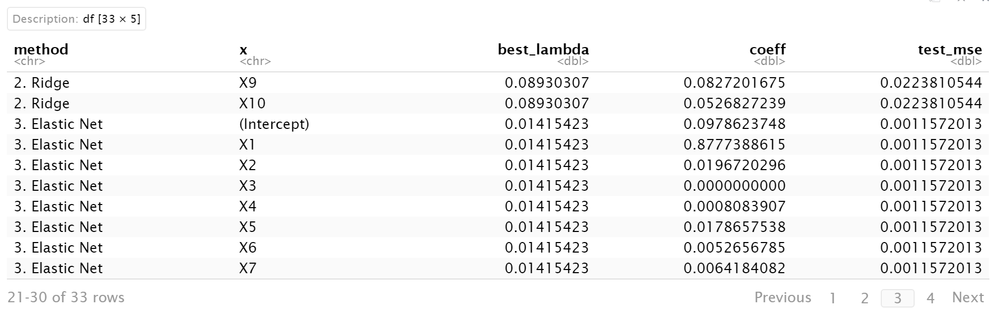 Description: df [33 × 5]
method x best_lambda coeff test_mse
<chr> <chr> <dbl> <dbl> <dbl>
2. Ridge X9 0.08930307 0.0827201675 0.0223810544
2. Ridge X10 0.08930307 0.0526827239 0.0223810544
3. Elastic Net (Intercept) 0.01415423 0.0978623748 0.0011572013
3. Elastic Net X1 0.01415423 0.8777388615 0.0011572013
3. Elastic Net X2 0.01415423 0.0196720296 0.0011572013
3. Elastic Net X3 0.01415423 0.0000000000 0.0011572013
3. Elastic Net X4 0.01415423 0.0008083907 0.0011572013
3. Elastic Net X5 0.01415423 0.0178657538 0.0011572013
3. Elastic Net X6 0.01415423 0.0052656785 0.0011572013
3. Elastic Net X7 0.01415423 0.0064184082 0.0011572013
21-30 of 33 rows Previous 1 2 3 4 Next